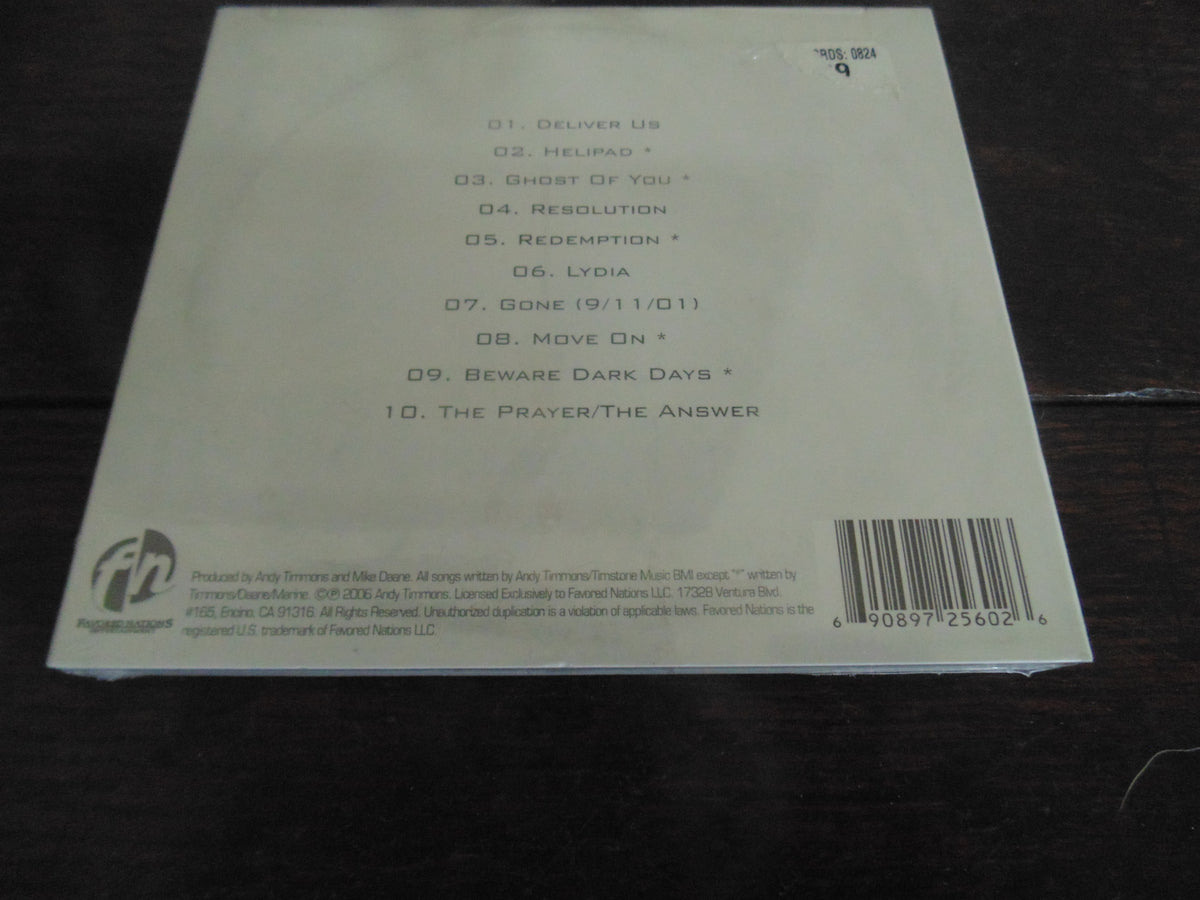 RDS: 0824
9
01. DELIVER US
02. HELIPAD *
03. GHOST OF YOU *
04. RESOLUTION
05. REDEMPTION *
06. LYDIA
07. GONE (9/11/01)
08. MOVE ON *
09. BEWARE DARK DAYS *
10. THE PRAYER/THE ANSWER
fn
FAVORED NATIONS
ENTERTAINMENT
Produced by Andy Timmons and Mike Daane. All songs written by Andy Timmons/Timstone Music BMI except "*" written by
Timmons/Daane/Marine. ©℗ 2006 Andy Timmons. Licensed Exclusively to Favored Nations LLC. 17328 Ventura Blvd.
#165, Encino, CA 91316. All Rights Reserved. Unauthorized duplication is a violation of applicable laws. Favored Nations is the
registered U.S. trademark of Favored Nations LLC.
6 90897 25602 6